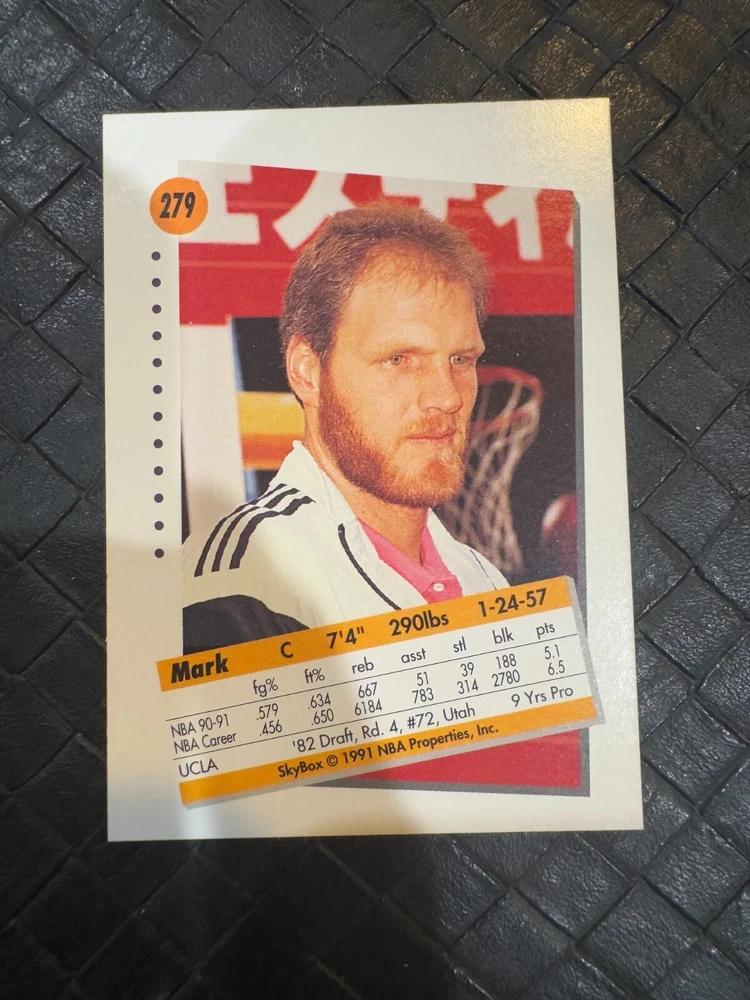 279
Mark C 7'4" 290lbs 1-24-57
fg% ft% reb asst stl blk pts
NBA 90-91 .579 .634 667 51 39 188 5.1
NBA Career .456 .650 6184 783 314 2780 6.5
UCLA '82 Draft, Rd. 4, #72, Utah 9 Yrs Pro
SkyBox © 1991 NBA Properties, Inc.